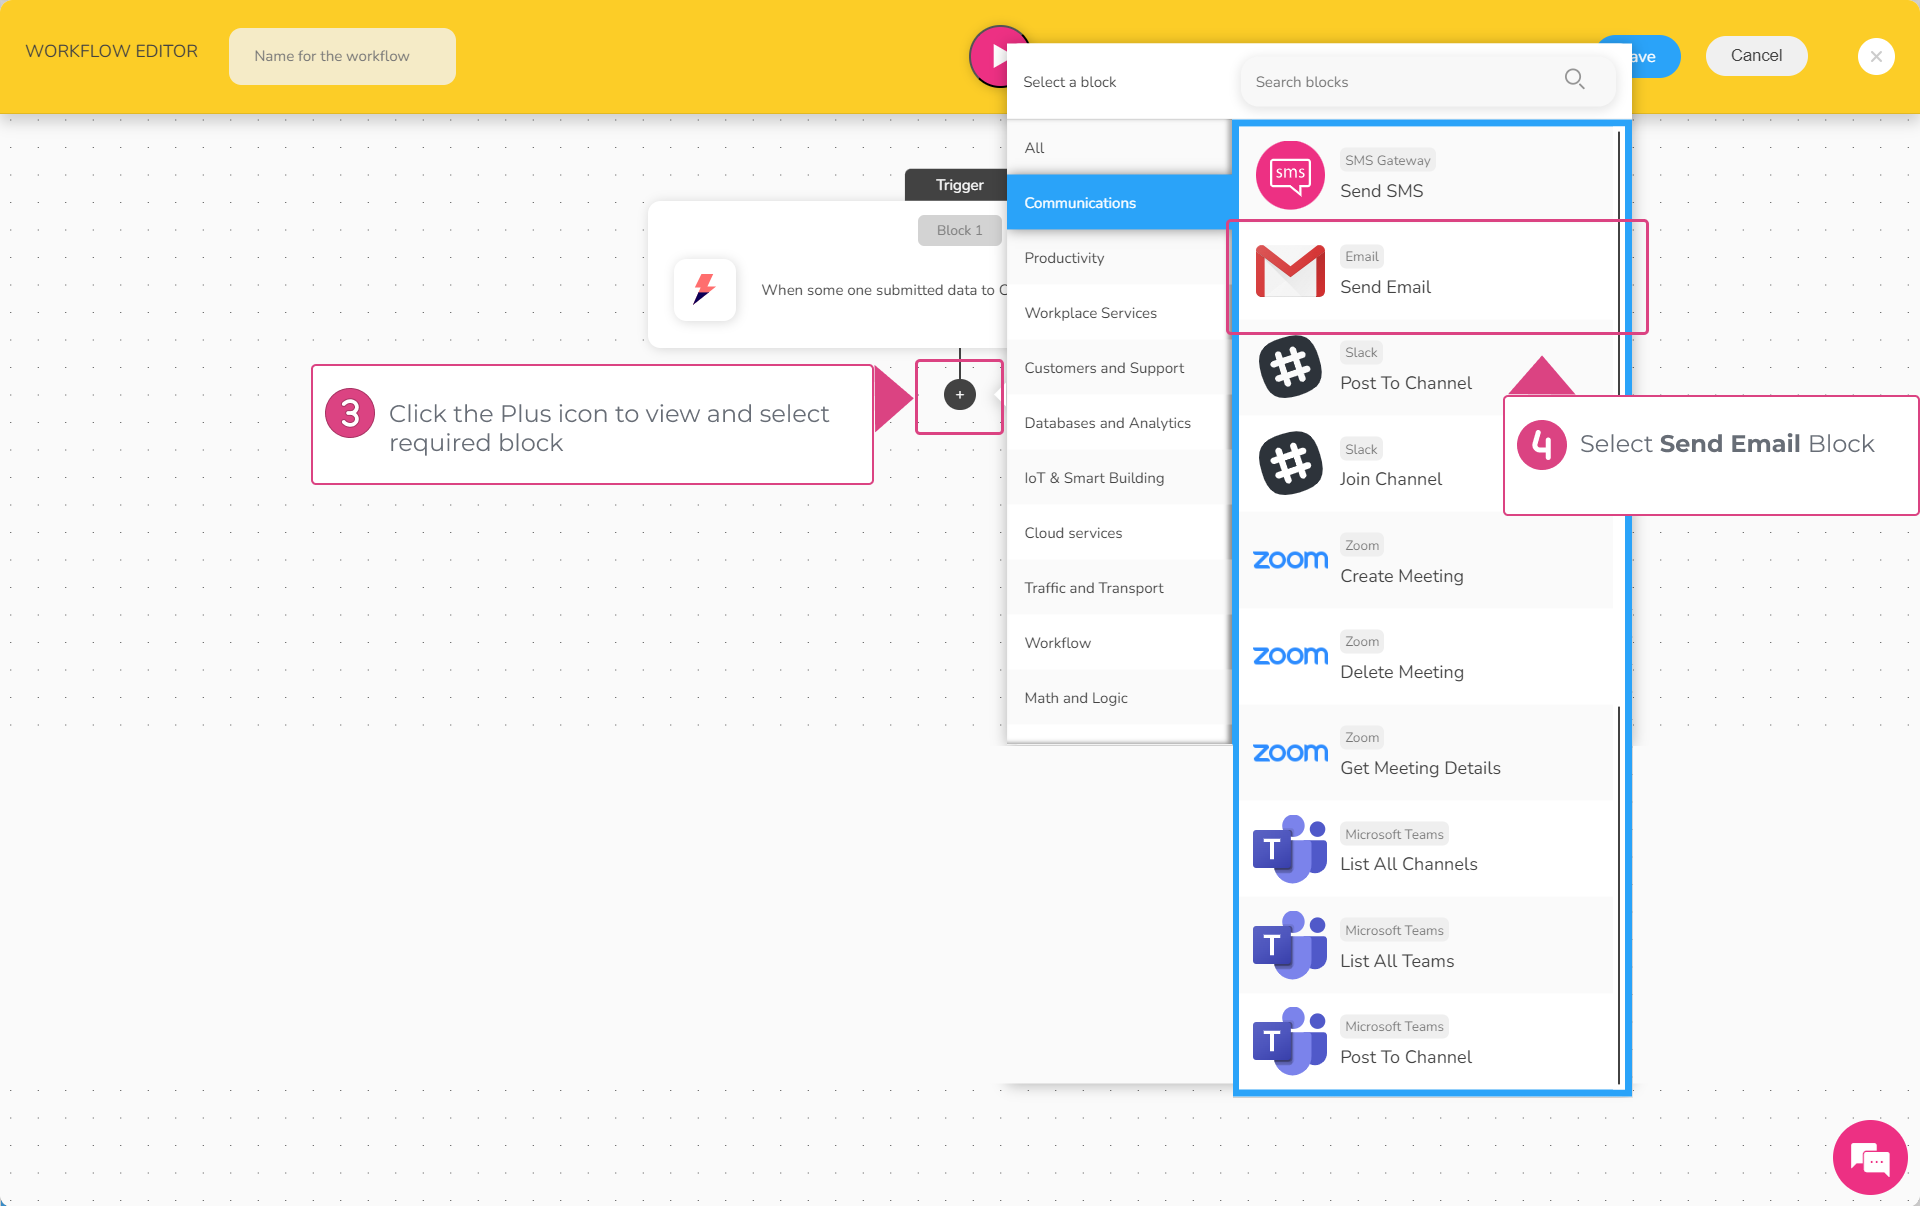 WORKFLOW EDITOR
Name for the workflow
ave
Cancel
Select a block
Search blocks
Trigger
Block 1
When some one submitted data to C
+
3
Click the Plus icon to view and select
required block
All
Communications
Productivity
Workplace Services
Customers and Support
Databases and Analytics
IoT & Smart Building
Cloud services
Traffic and Transport
Workflow
Math and Logic
sms
SMS Gateway
Send SMS
Email
Send Email
Slack
Post To Channel
Slack
Join Channel
4
Select Send Email Block
zoom
Zoom
Create Meeting
zoom
Zoom
Delete Meeting
zoom
Zoom
Get Meeting Details
T
Microsoft Teams
List All Channels
T
Microsoft Teams
List All Teams
T
Microsoft Teams
Post To Channel